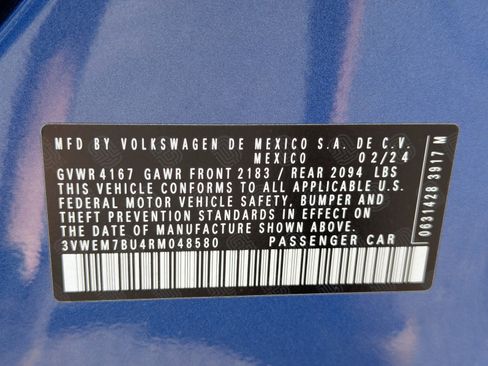 MFD BY VOLKSWAGEN DE MEXICO S.A. DE C.V.
MEXICO 02/24
GVWR 4167 GAWR FRONT 2183 / REAR 2094 LBS
THIS VEHICLE CONFORMS TO ALL APPLICABLE U.S.
FEDERAL MOTOR VEHICLE SAFETY, BUMPER AND
THEFT PREVENTION STANDARDS IN EFFECT
ON THE DATE OF MANUFACTURE SHOWN ABOVE.
3VWEM7BU4RM048580 PASSENGER CAR
0631428 3917 M